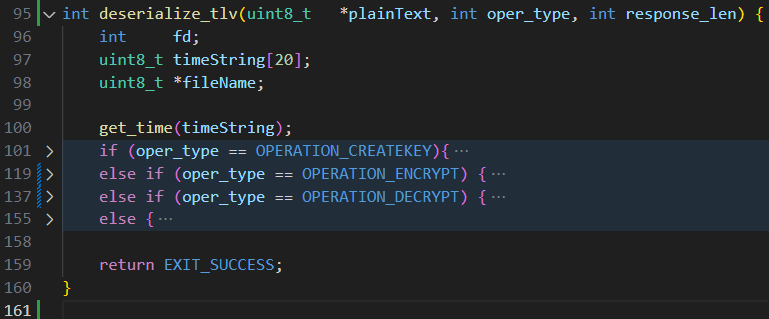 95 int deserialize_tlv(uint8_t   *plainText, int oper_type, int response_len) {
96     int     fd;
97     uint8_t timeString[20];
98     uint8_t *fileName;
99
100     get_time(timeString);
101     if (oper_type == OPERATION_CREATEKEY){ ⋯
119     else if (oper_type == OPERATION_ENCRYPT) { ⋯
137     else if (oper_type == OPERATION_DECRYPT) { ⋯
155     else { ⋯
158
159     return EXIT_SUCCESS;
160 }
161